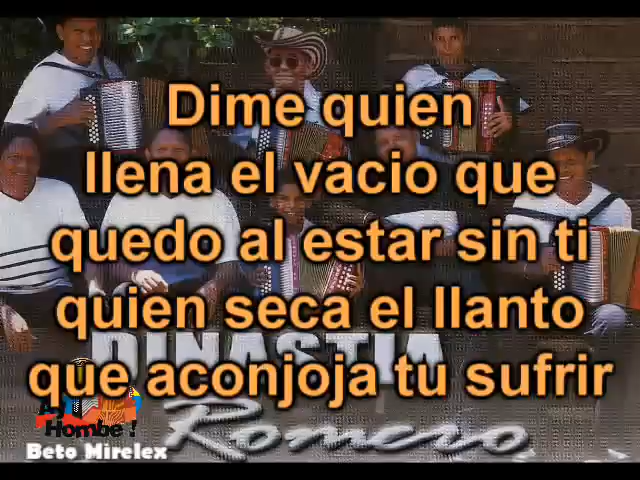 Dime quien
llena el vacio que
quedo al estar sin ti
quien seca el llanto
DINASTIA
que aconjoja tu sufrir
Ay
Hombe !
Romero
Beto Mirelex